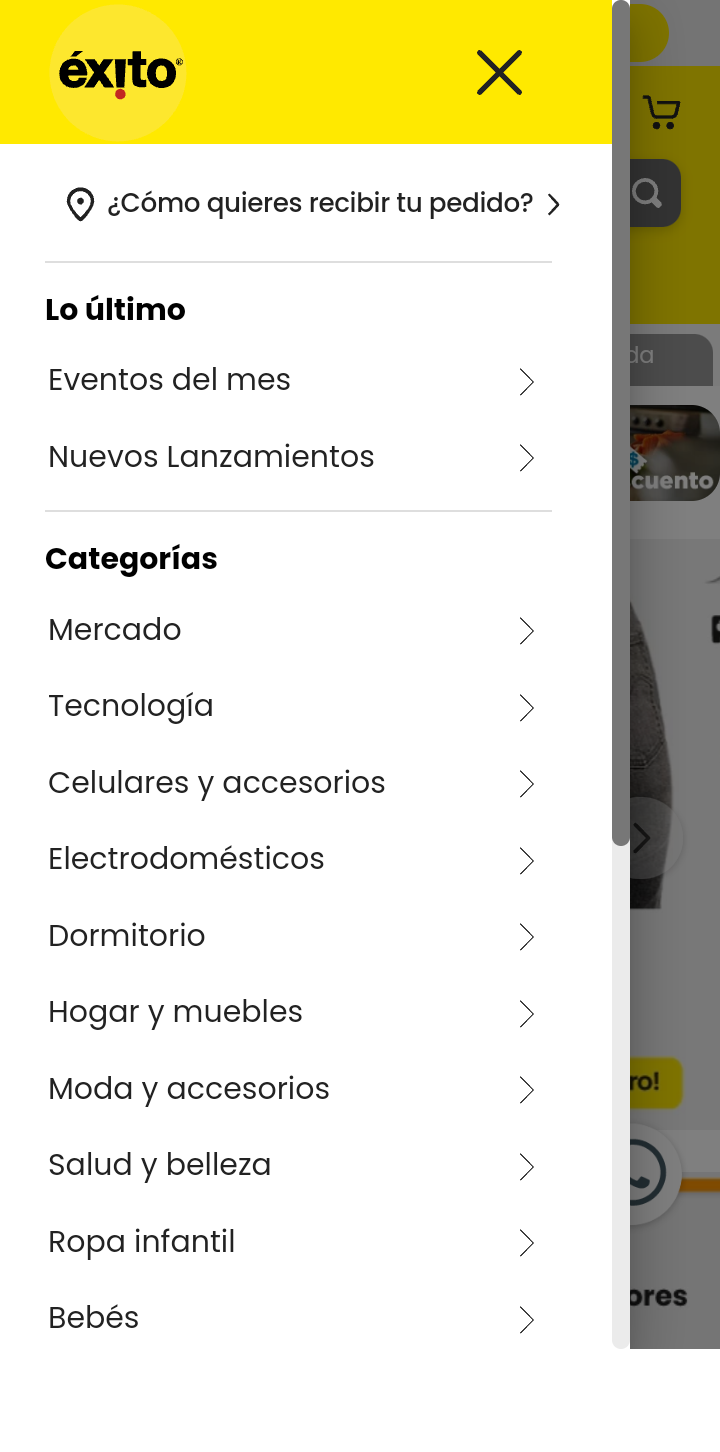 éxito®
¿Cómo quieres recibir tu pedido?
Lo último
Eventos del mes
Nuevos Lanzamientos
Categorías
Mercado
Tecnología
Celulares y accesorios
Electrodomésticos
Dormitorio
Hogar y muebles
Moda y accesorios
Salud y belleza
Ropa infantil
Bebés
da
cuento
ro!
ores